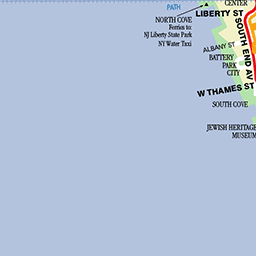 PATH
CENTER
LIBERTY ST
NORTH COVE
Ferries to:
NJ Liberty State Park
NY Water Taxi
SOUTH END AV
ALBANY ST
BATTERY
PARK
CITY
W THAMES ST
SOUTH COVE
JEWISH HERITAGE
MUSEUM